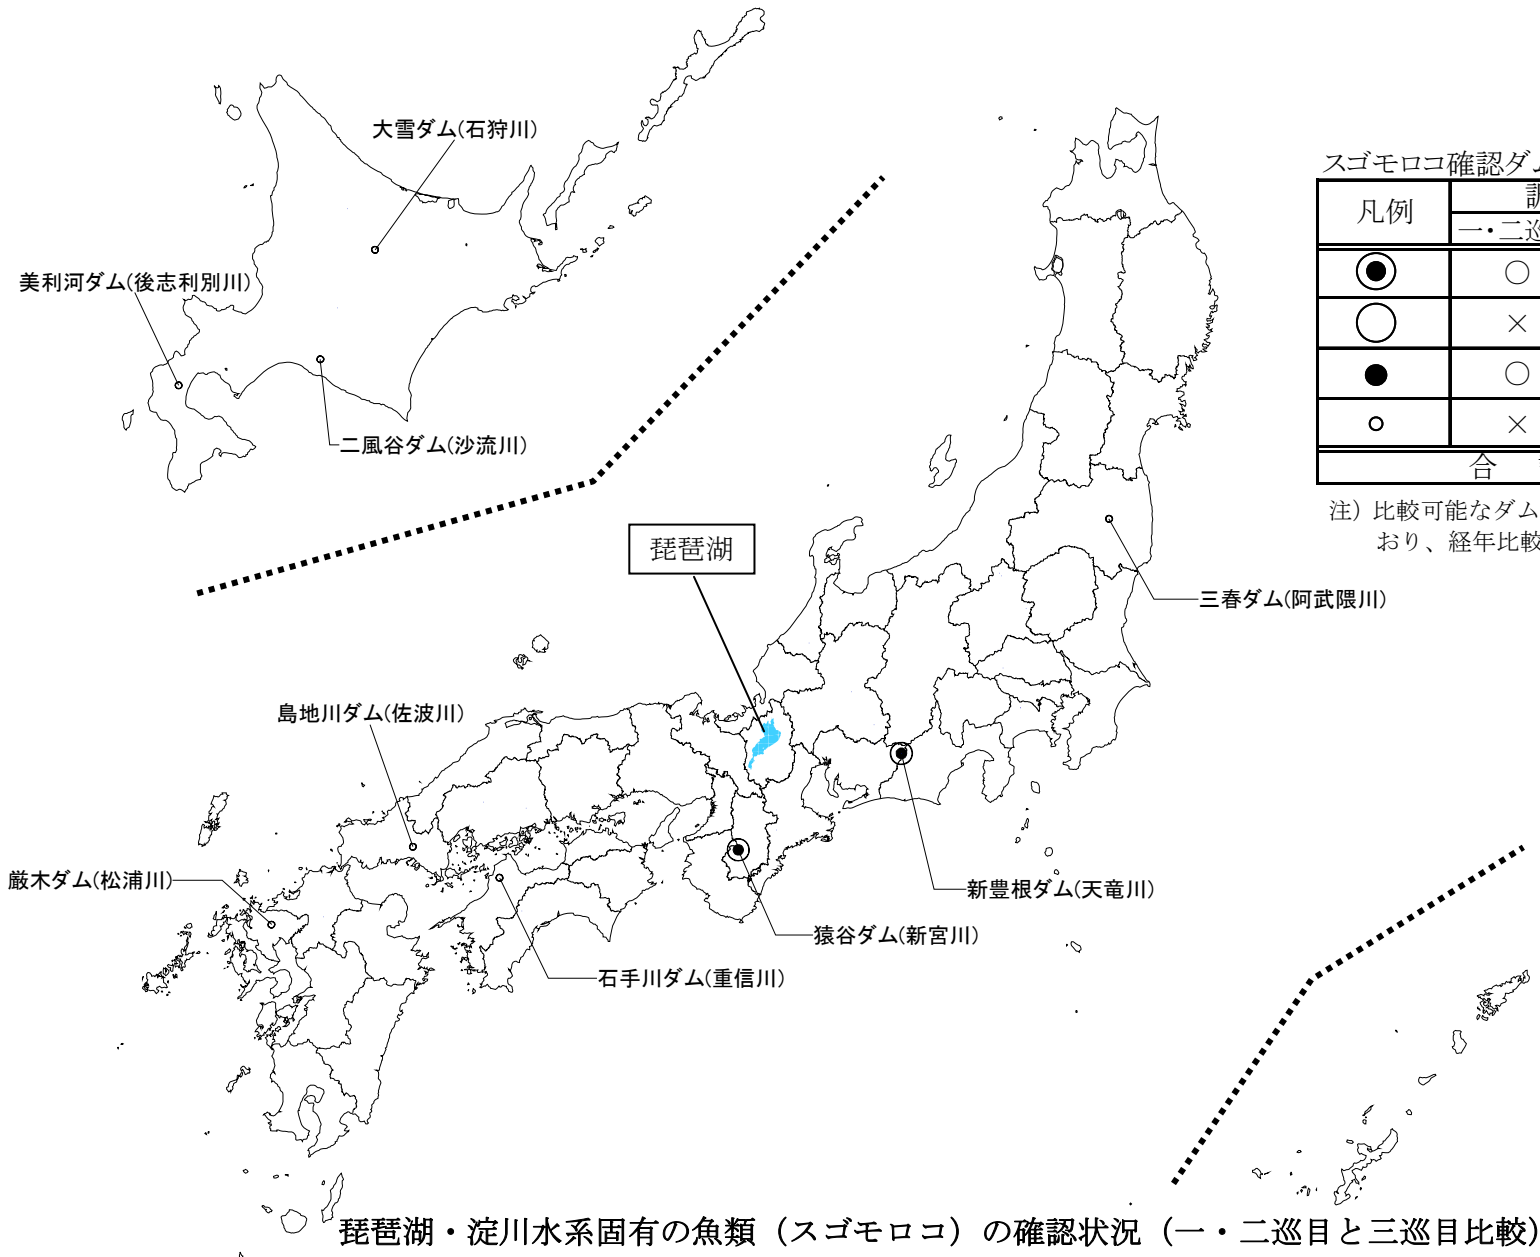 大雪ダム(石狩川)
美利河ダム(後志利別川)
二風谷ダム(沙流川)
スゴモロコ確認ダム
凡例
一・二巡
○
×
○
×
合
注) 比較可能なダム
おり、経年比較
琵琶湖
三春ダム(阿武隈川)
島地川ダム(佐波川)
厳木ダム(松浦川)
新豊根ダム(天竜川)
猿谷ダム(新宮川)
石手川ダム(重信川)
琵琶湖・淀川水系固有の魚類（スゴモロコ）の確認状況（一・二巡目と三巡目比較）